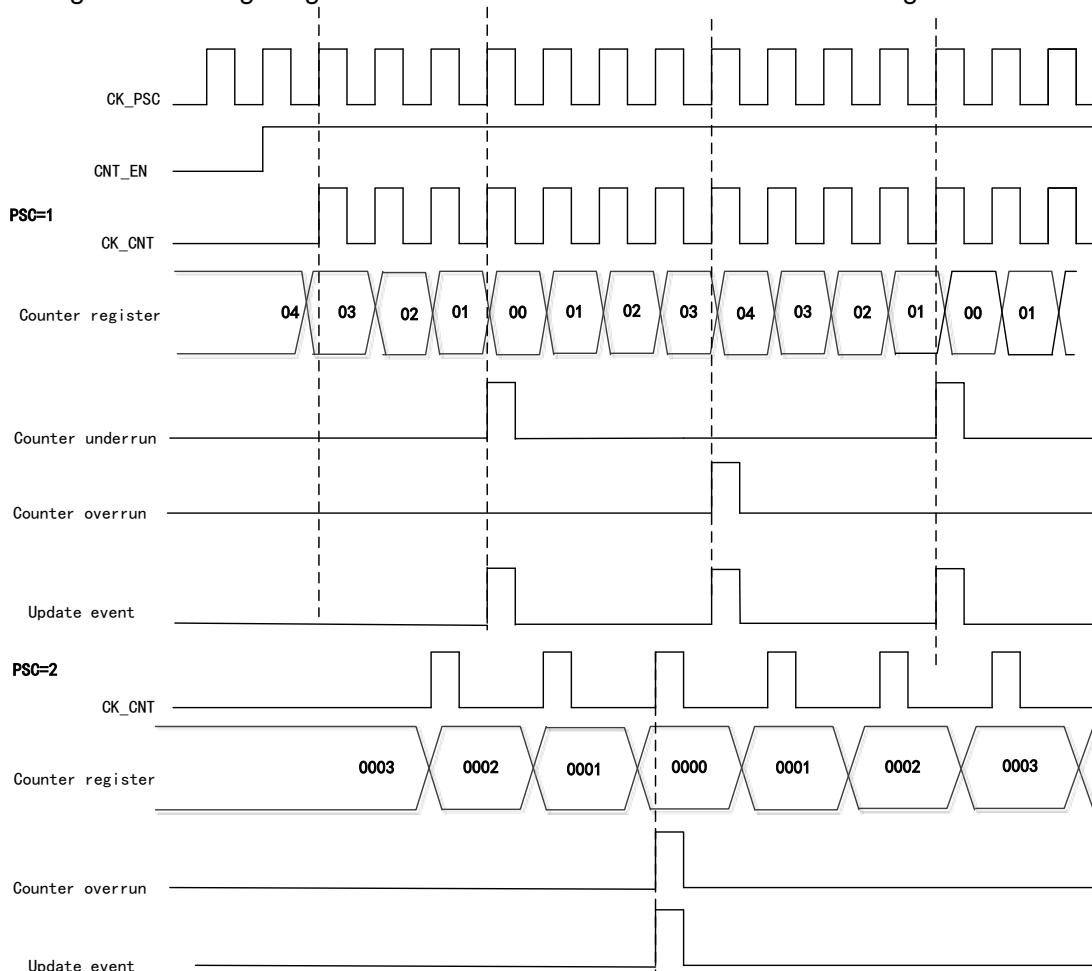 CK_PSC
CNT_EN
PSC=1
CK_CNT
Counter register 04 03 02 01 00 01 02 03 04 03 02 01 00 01
Counter underrun
Counter overrun
Update event
PSC=2
CK_CNT
Counter register 0003 0002 0001 0000 0001 0002 0003
Counter overrun
Update event